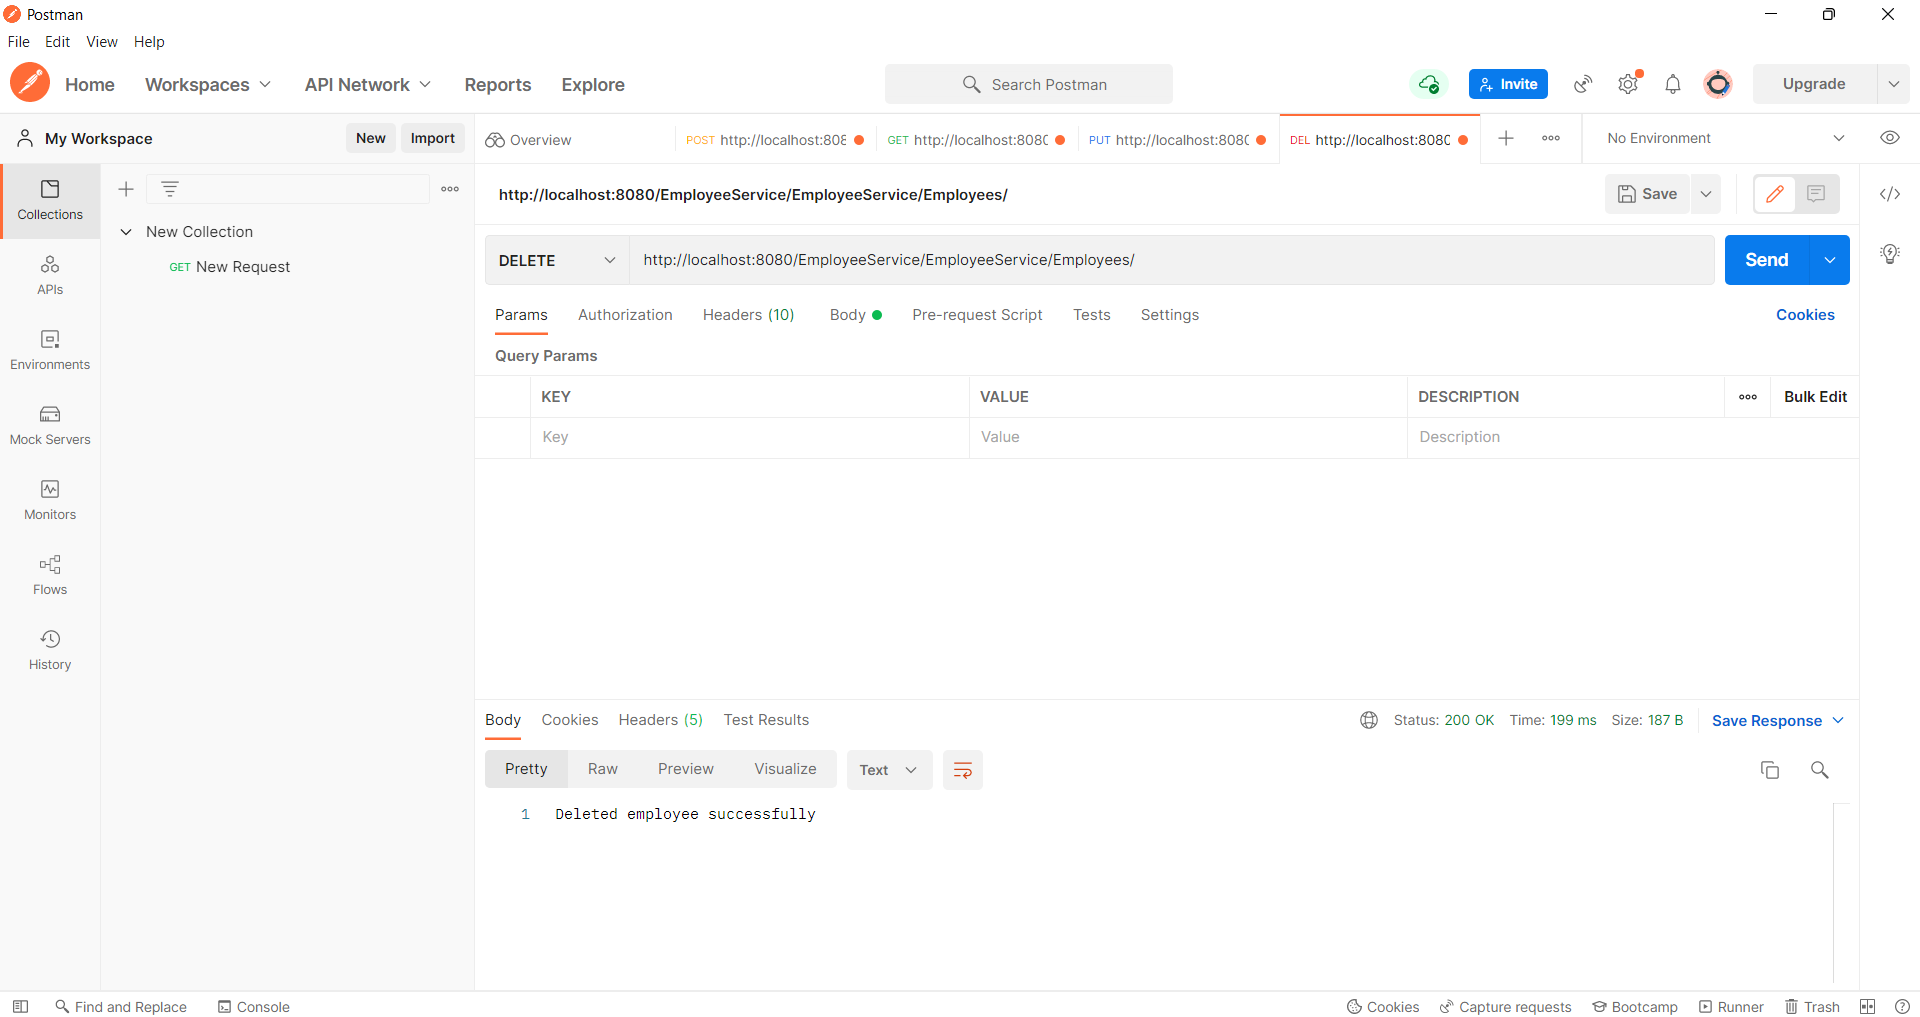 Postman
File Edit View Help
Home Workspaces API Network Reports Explore Search Postman Invite Upgrade
My Workspace New Import Overview POST http://localhost:808 GET http://localhost:8080 PUT http://localhost:8080 DEL http://localhost:8080 No Environment
http://localhost:8080/EmployeeService/EmployeeService/Employees/ Save
Collections
New Collection
GET New Request
APIs
Environments
Mock Servers
Monitors
Flows
History
DELETE http://localhost:8080/EmployeeService/EmployeeService/Employees/ Send
Params Authorization Headers (10) Body Pre-request Script Tests Settings Cookies
Query Params
KEY VALUE DESCRIPTION Bulk Edit
Key Value Description
Body Cookies Headers (5) Test Results Status: 200 OK Time: 199 ms Size: 187 B Save Response
Pretty Raw Preview Visualize Text
1 Deleted employee successfully
Find and Replace Console Cookies Capture requests Bootcamp Runner Trash